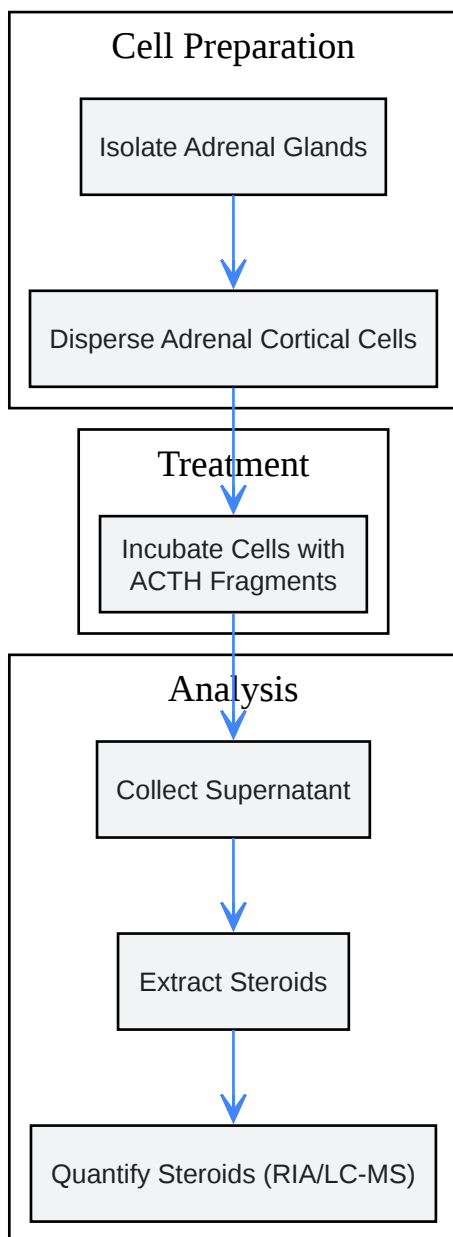 Cell Preparation
Isolate Adrenal Glands
Disperse Adrenal Cortical Cells
Treatment
Incubate Cells with
ACTH Fragments
Analysis
Collect Supernatant
Extract Steroids
Quantify Steroids (RIA/LC-MS)